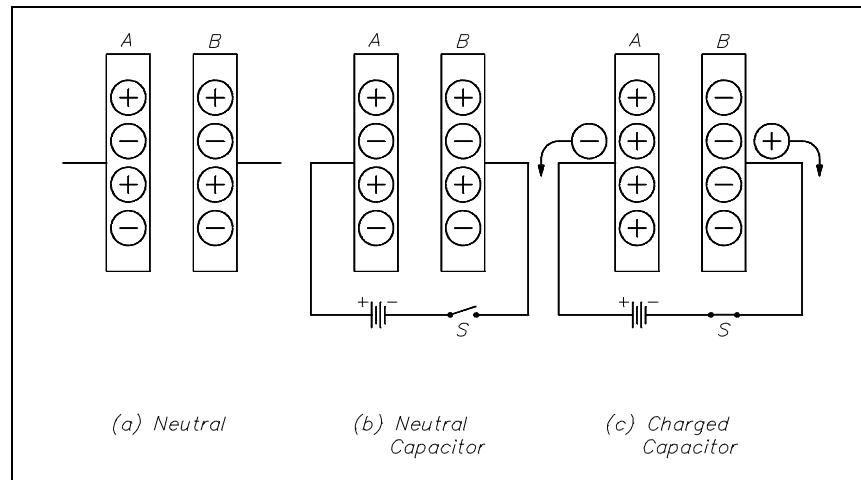 A B
+ +
− −
+ +
− −
(a) Neutral
A B
+ +
− −
+ +
− −
+ −
S
(b) Neutral
Capacitor
A B
+ −
− + − +
+ −
+ −
+ −
S
(c) Charged
Capacitor